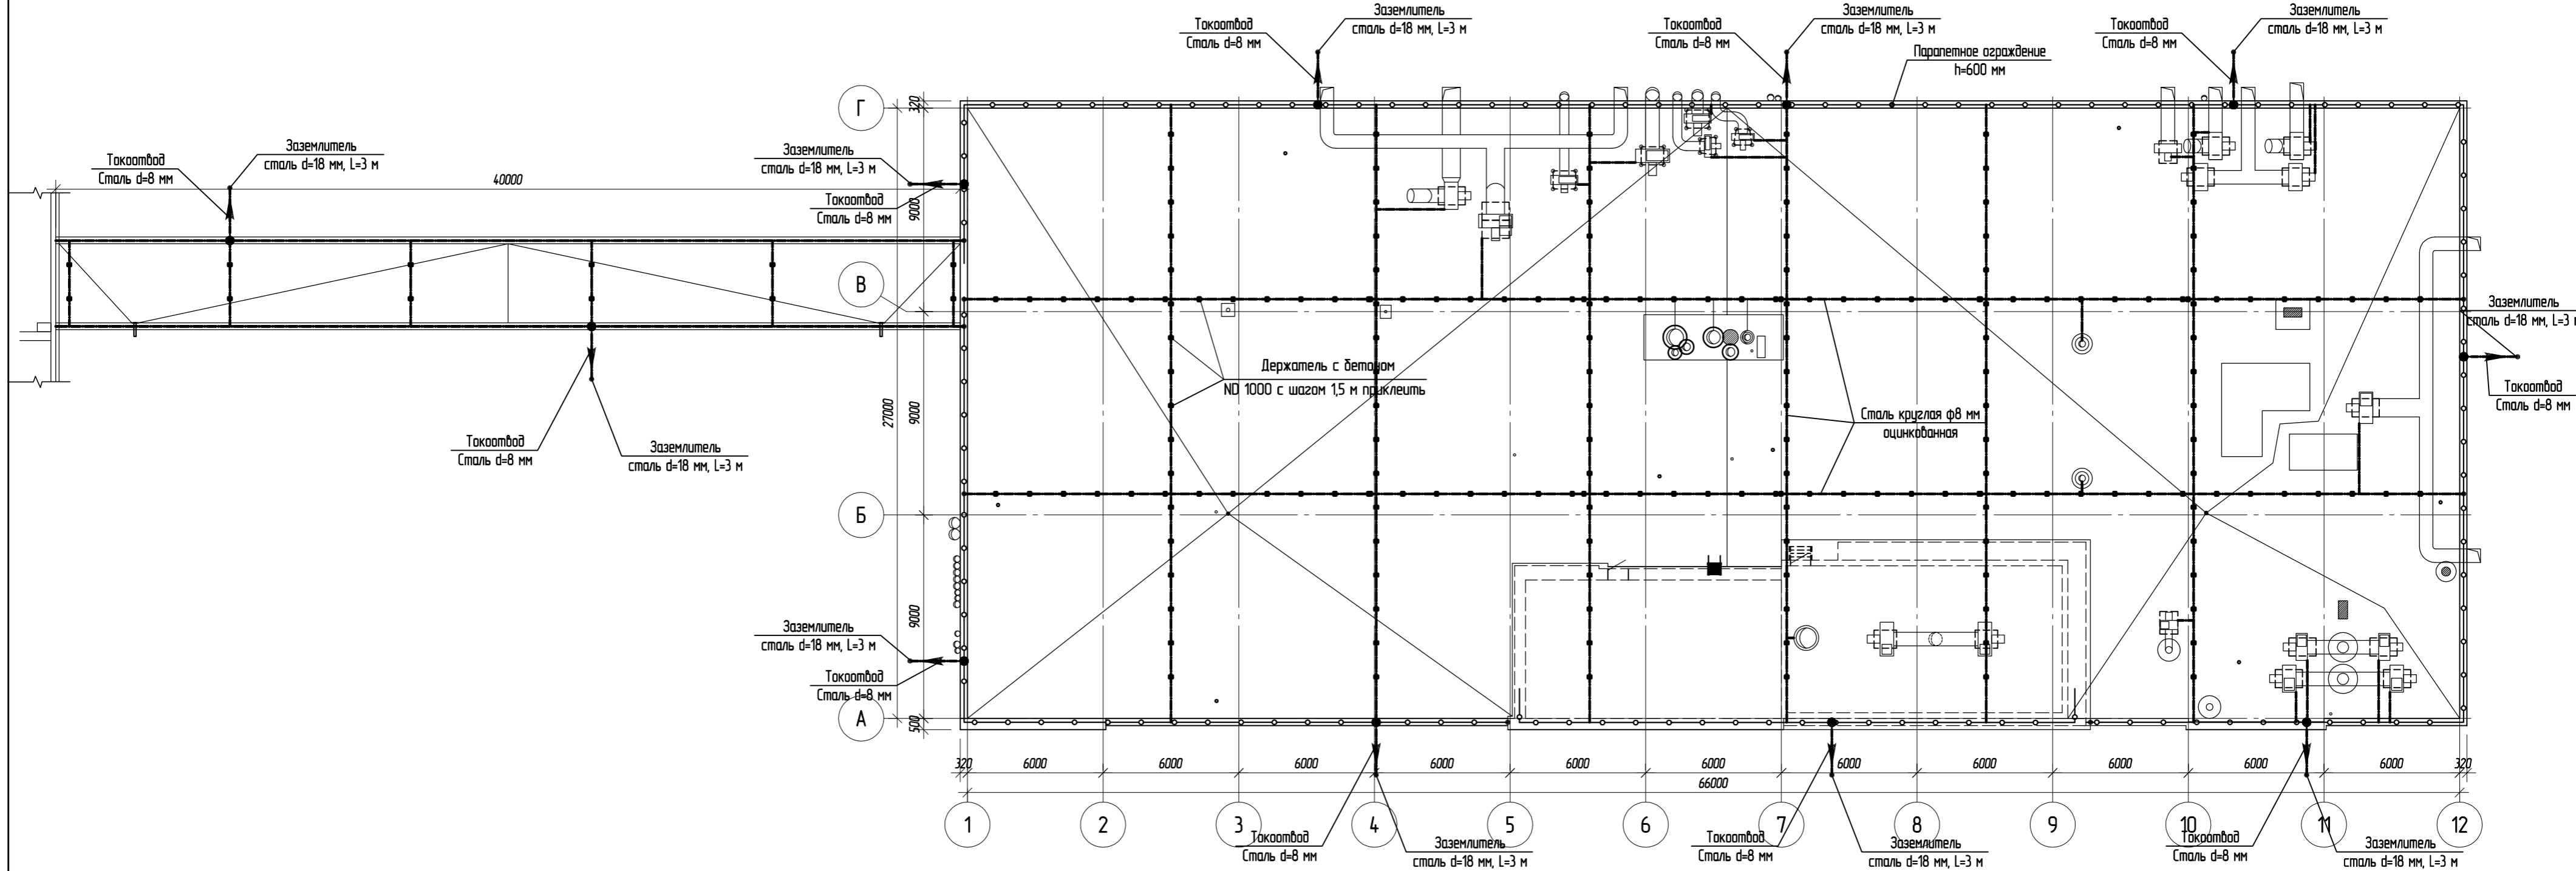 Токоотвод
Сталь d=8 мм
Заземлитель
сталь d=18 мм, L=3 м
Токоотвод
Сталь d=8 мм
Заземлитель
сталь d=18 мм, L=3 м
Токоотвод
Сталь d=8 мм
Заземлитель
сталь d=18 мм, L=3 м
Парапетное ограждение
h=600 мм
Г
320
Заземлитель
сталь d=18 мм, L=3 м
Токоотвод
Сталь d=8 мм
40000
Заземлитель
сталь d=18 мм, L=3 м
Токоотвод
Сталь d=8 мм
9000
В
Заземлитель
сталь d=18 мм, L=3 м
Токоотвод
Сталь d=8 мм
Держатель с бетоном
ND 1000 с шагом 1,5 м приклеить
Сталь круглая ф8 мм
оцинкованная
27000
9000
Токоотвод
Сталь d=8 мм
Заземлитель
сталь d=18 мм, L=3 м
Б
9000
Заземлитель
сталь d=18 мм, L=3 м
Токоотвод
Сталь d=8 мм
А
500
320
6000
6000
6000
6000
6000
6000
6000
6000
6000
6000
6000
320
66000
1
2
3
4
5
6
7
8
9
10
11
12
Токоотвод
Сталь d=8 мм
Заземлитель
сталь d=18 мм, L=3 м
Токоотвод
Сталь d=8 мм
Заземлитель
сталь d=18 мм, L=3 м
Токоотвод
Сталь d=8 мм
Заземлитель
сталь d=18 мм, L=3 м